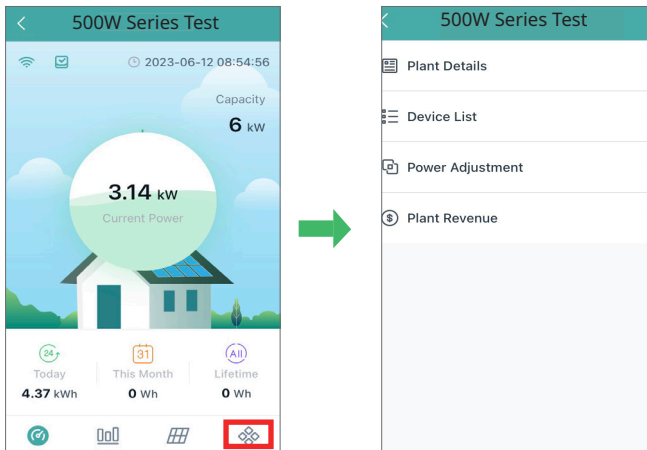 500W Series Test
2023-06-12 08:54:56
Capacity
6 kW
3.14 kW
Current Power
24
31
All
Today
This Month
Lifetime
4.37 kWh
0 Wh
0 Wh
500W Series Test
Plant Details
Device List
Power Adjustment
$
Plant Revenue